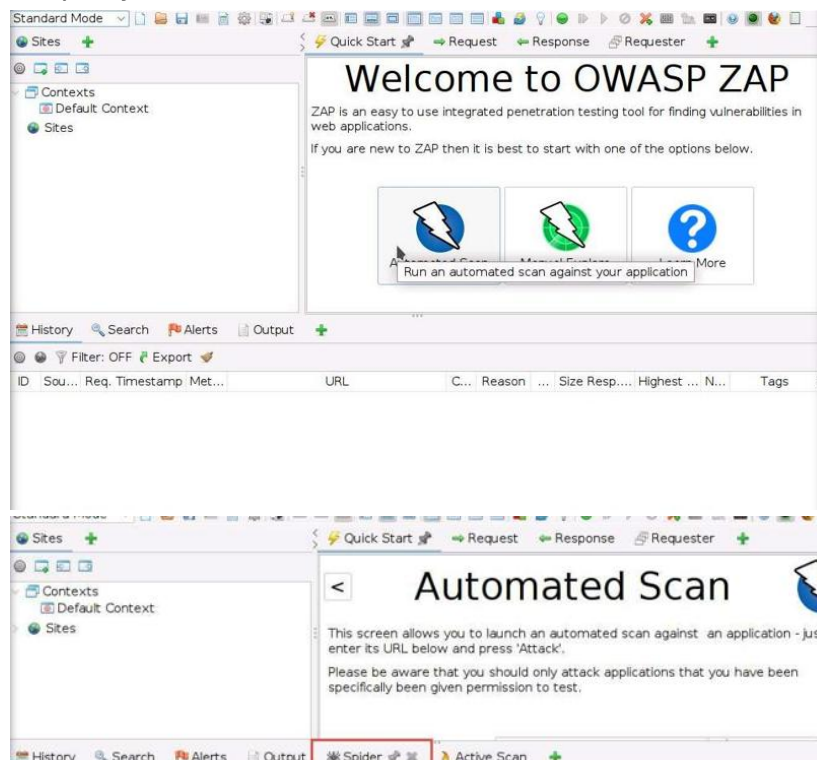 Standard Mode
Sites
Quick Start
Request
Response
Requester
Contexts
Default Context
Sites
Welcome to OWASP ZAP
ZAP is an easy to use integrated penetration testing tool for finding vulnerabilities in
web applications.
If you are new to ZAP then it is best to start with one of the options below.
More
Run an automated scan against your application
History
Search
Alerts
Output
Filter: OFF
Export
ID Sou... Req. Timestamp Met... URL C... Reason ... Size Resp.... Highest ... N... Tags
Sites
Quick Start
Request
Response
Requester
Contexts
Default Context
Sites
<
Automated Scan
This screen allows you to launch an automated scan against an application - jus
enter its URL below and press 'Attack'.
Please be aware that you should only attack applications that you have been
specifically been given permission to test.
History
Search
Alerts
Output
Spider
Active Scan